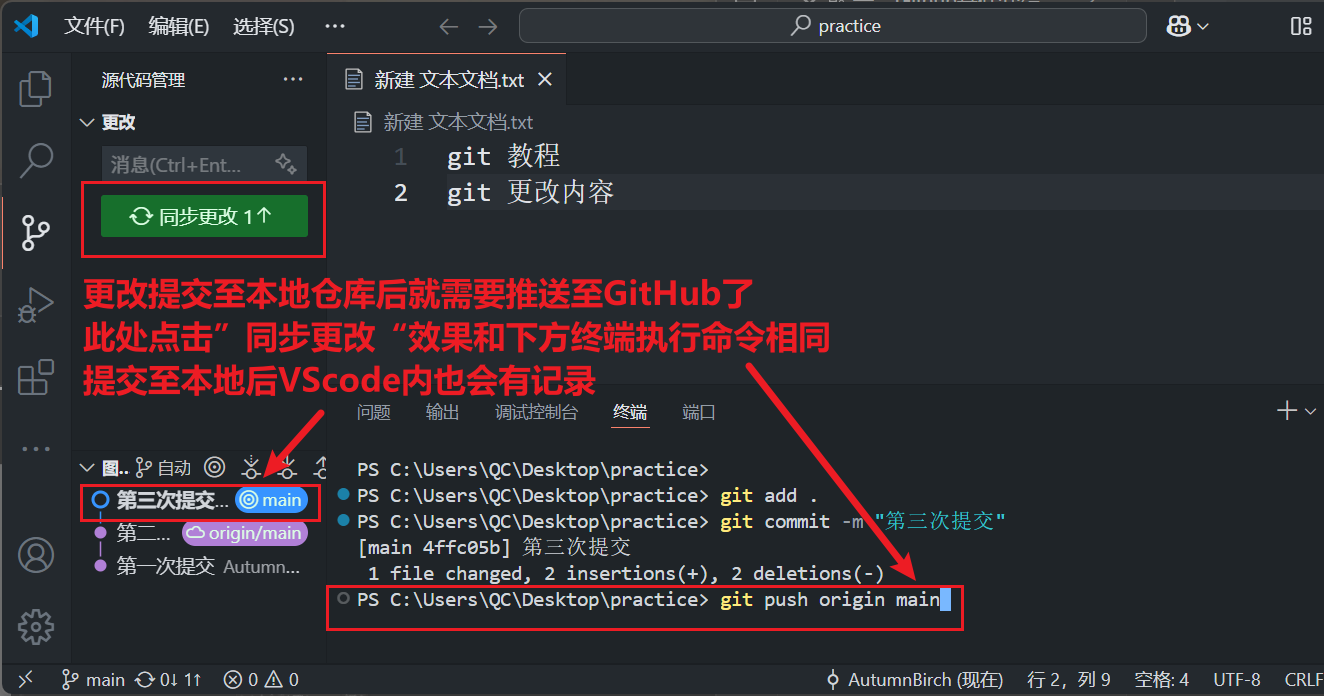 文件(F) 编辑(E) 选择(S) ··· practice
源代码管理 ···
更改
消息(Ctrl+Ent...
同步更改 1↑
新建 文本文档.txt
新建 文本文档.txt
1 git 教程
2 git 更改内容
更改提交至本地仓库后就需要推送至GitHub了
此处点击”同步更改“效果和下方终端执行命令相同
提交至本地后VScode内也会有记录
问题 输出 调试控制台 终端 端口
图.. 自动
第三次提交... main
第二... origin/main
第一次提交 Autumn...
PS C:\Users\QC\Desktop\practice>
PS C:\Users\QC\Desktop\practice> git add .
PS C:\Users\QC\Desktop\practice> git commit -m "第三次提交"
[main 4ffc05b] 第三次提交
1 file changed, 2 insertions(+), 2 deletions(-)
PS C:\Users\QC\Desktop\practice> git push origin main
main 0↓ 1↑ 0 0 AutumnBirch (现在) 行 2，列 9 空格: 4 UTF-8 CRLF